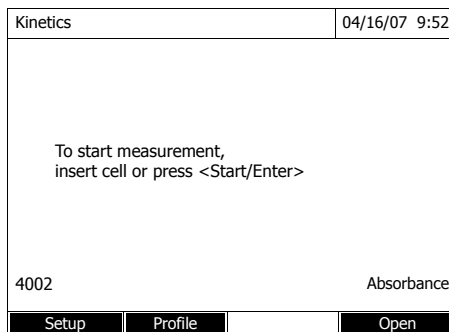 Kinetics 04/16/07 9:52
To start measurement,
insert cell or press <Start/Enter>
4002 Absorbance
Setup Profile Open